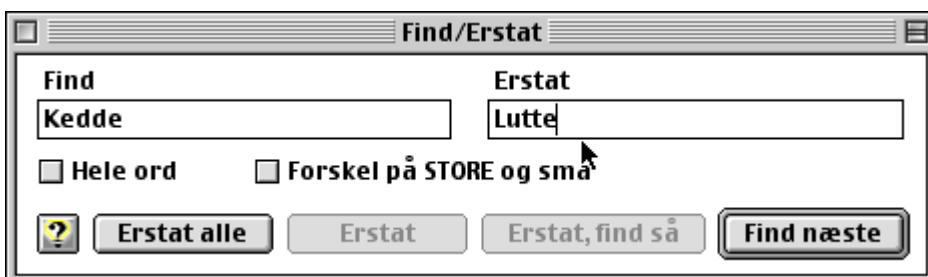 Find/Erstat
Find Erstat
Kedde Lutte
Hele ord Forskel på STORE og små
? Erstat alle Erstat Erstat, find så Find næste